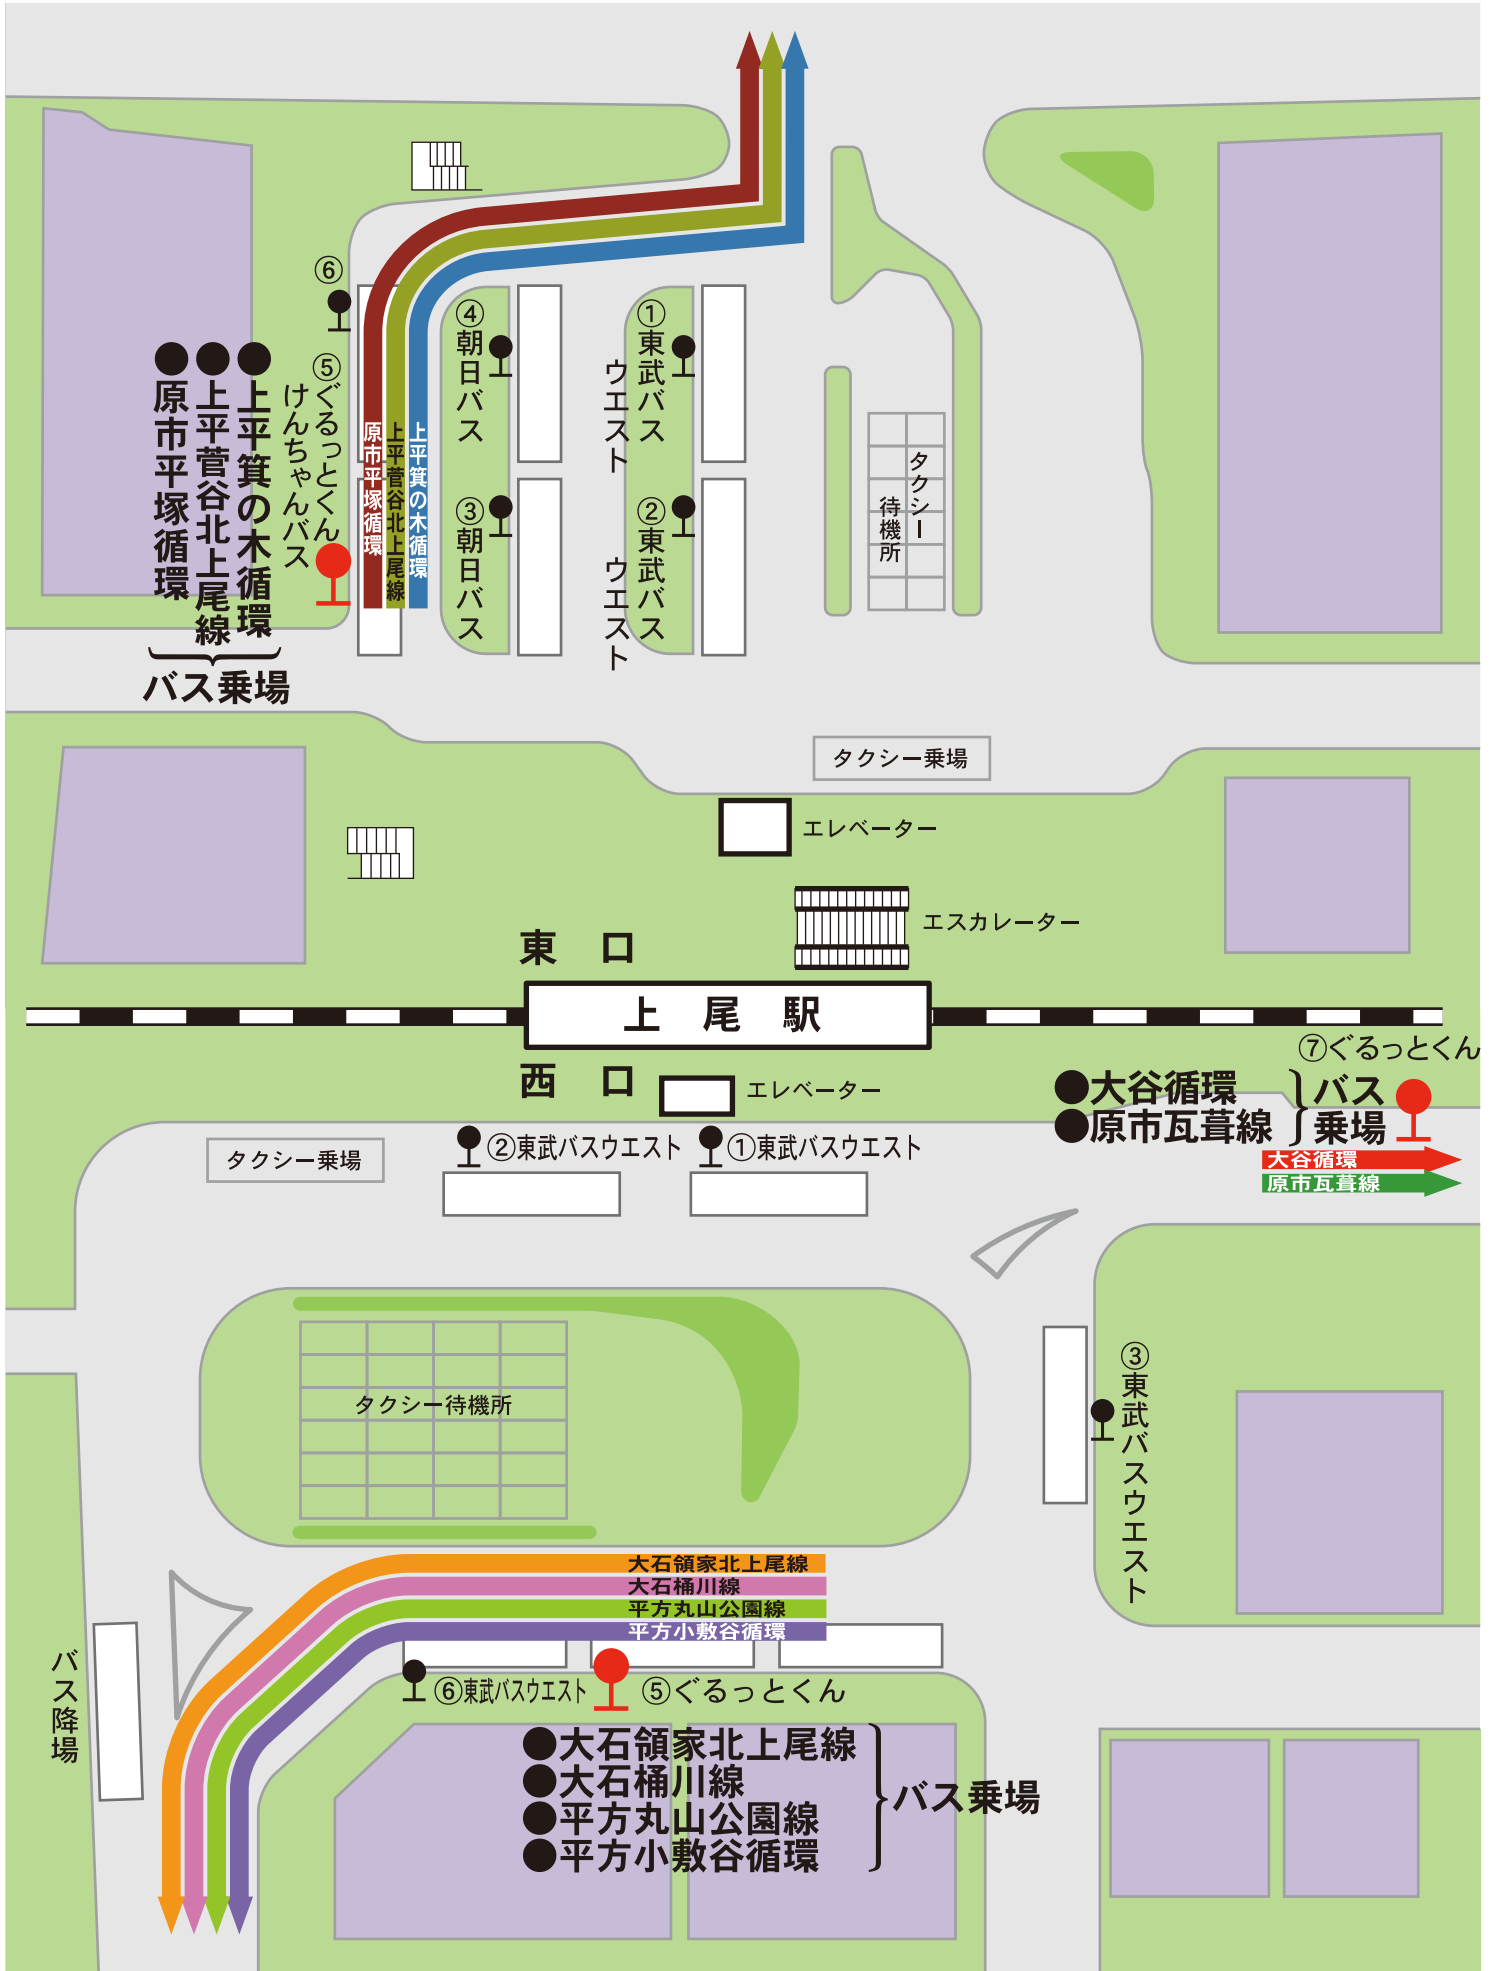 ⑥
⑤ぐるっとくん
けんちゃんバス
●上平箕の木循環
●上平菅谷北上尾線
●原市平塚循環
バス乗場
原市平塚循環
上平菅谷北上尾線
上平箕の木循環
④朝日バス
③朝日バス
①東武バス
ウエスト
②東武バス
ウエスト
タクシー
待機所
タクシー乗場
エレベーター
エスカレーター
東口
上尾駅
西口
エレベーター
⑦ぐるっとくん
●大谷循環
●原市瓦葺線
バス
乗場
大谷循環
原市瓦葺線
タクシー乗場
②東武バスウエスト
①東武バスウエスト
③東武バスウエスト
タクシー待機所
大石領家北上尾線
大石桶川線
平方丸山公園線
平方小敷谷循環
バス降場
⑥東武バスウエスト
⑤ぐるっとくん
●大石領家北上尾線
●大石桶川線
●平方丸山公園線
●平方小敷谷循環
バス乗場